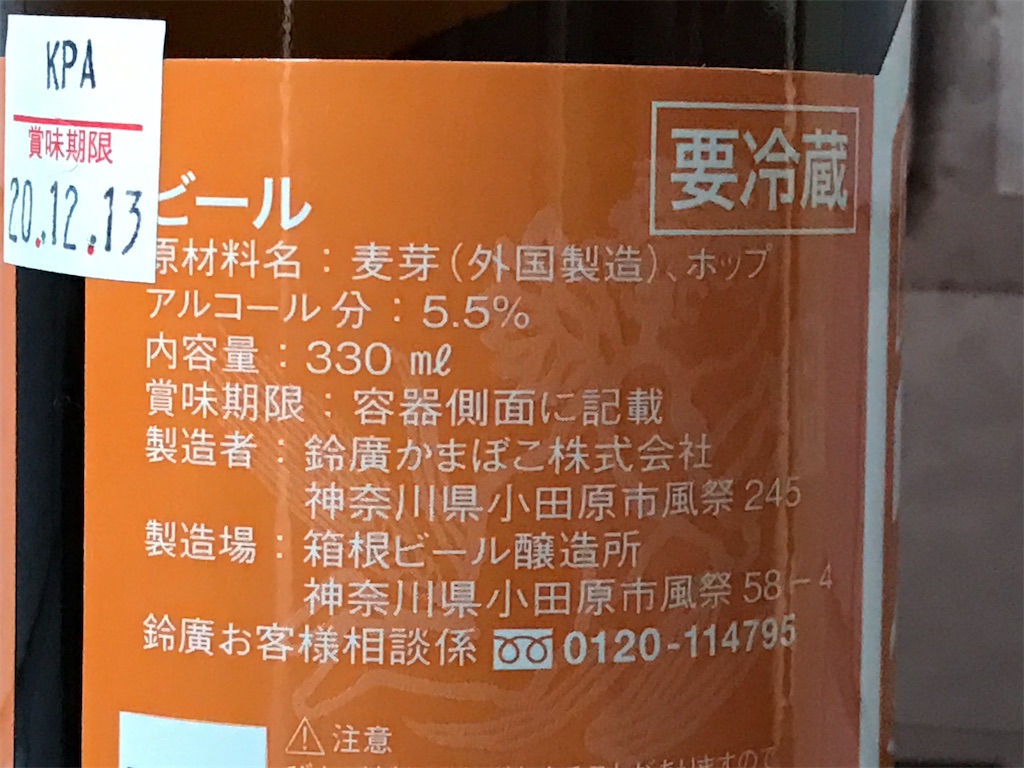 KPA
賞味期限
20.12.13
要冷蔵
ビール
原材料名：麦芽（外国製造）、ホップ
アルコール分：5.5%
内容量：330 ml
賞味期限：容器側面に記載
製造者：鈴廣かまぼこ株式会社
神奈川県小田原市風祭245
製造場：箱根ビール醸造所
神奈川県小田原市風祭58－4
鈴廣お客様相談係 0120-114795
注意